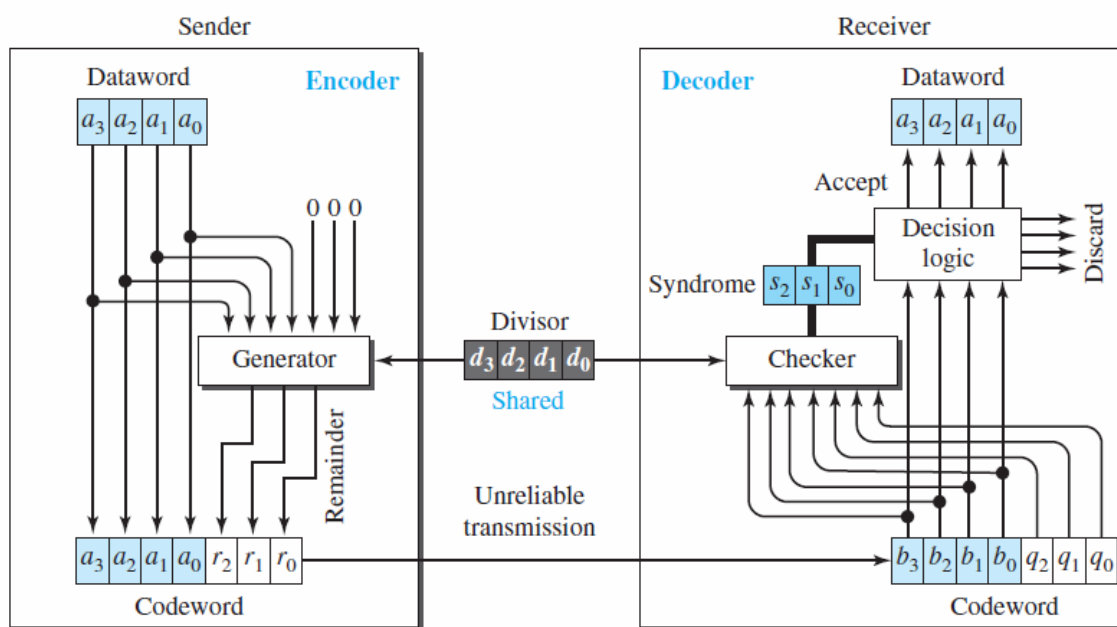 Sender
Receiver
Encoder
Dataword
a3 a2 a1 a0
0 0 0
Generator
Remainder
a3 a2 a1 a0 r2 r1 r0
Codeword
Divisor
d3 d2 d1 d0
Shared
Unreliable
transmission
Decoder
Dataword
a3 a2 a1 a0
Accept
Decision
logic
Discard
Syndrome
s2 s1 s0
Checker
b3 b2 b1 b0 q2 q1 q0
Codeword